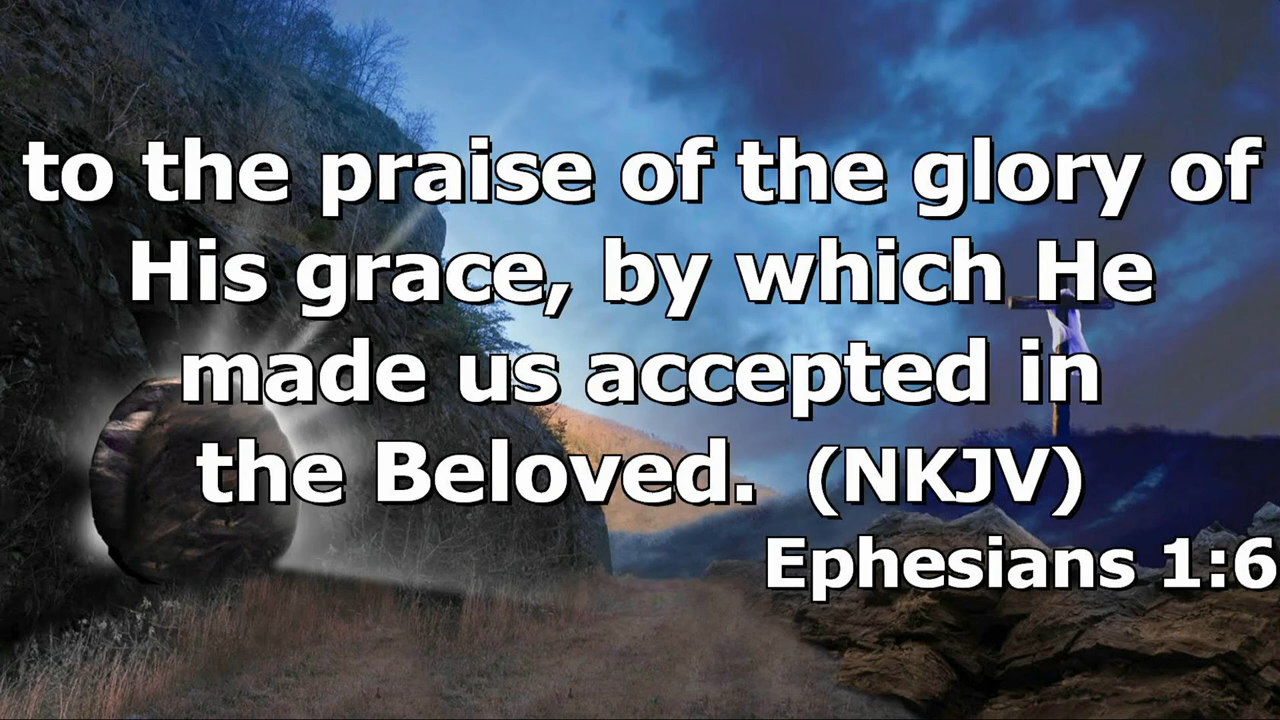 to the praise of the glory of
His grace, by which He
made us accepted in
the Beloved.  (NKJV)
Ephesians 1:6